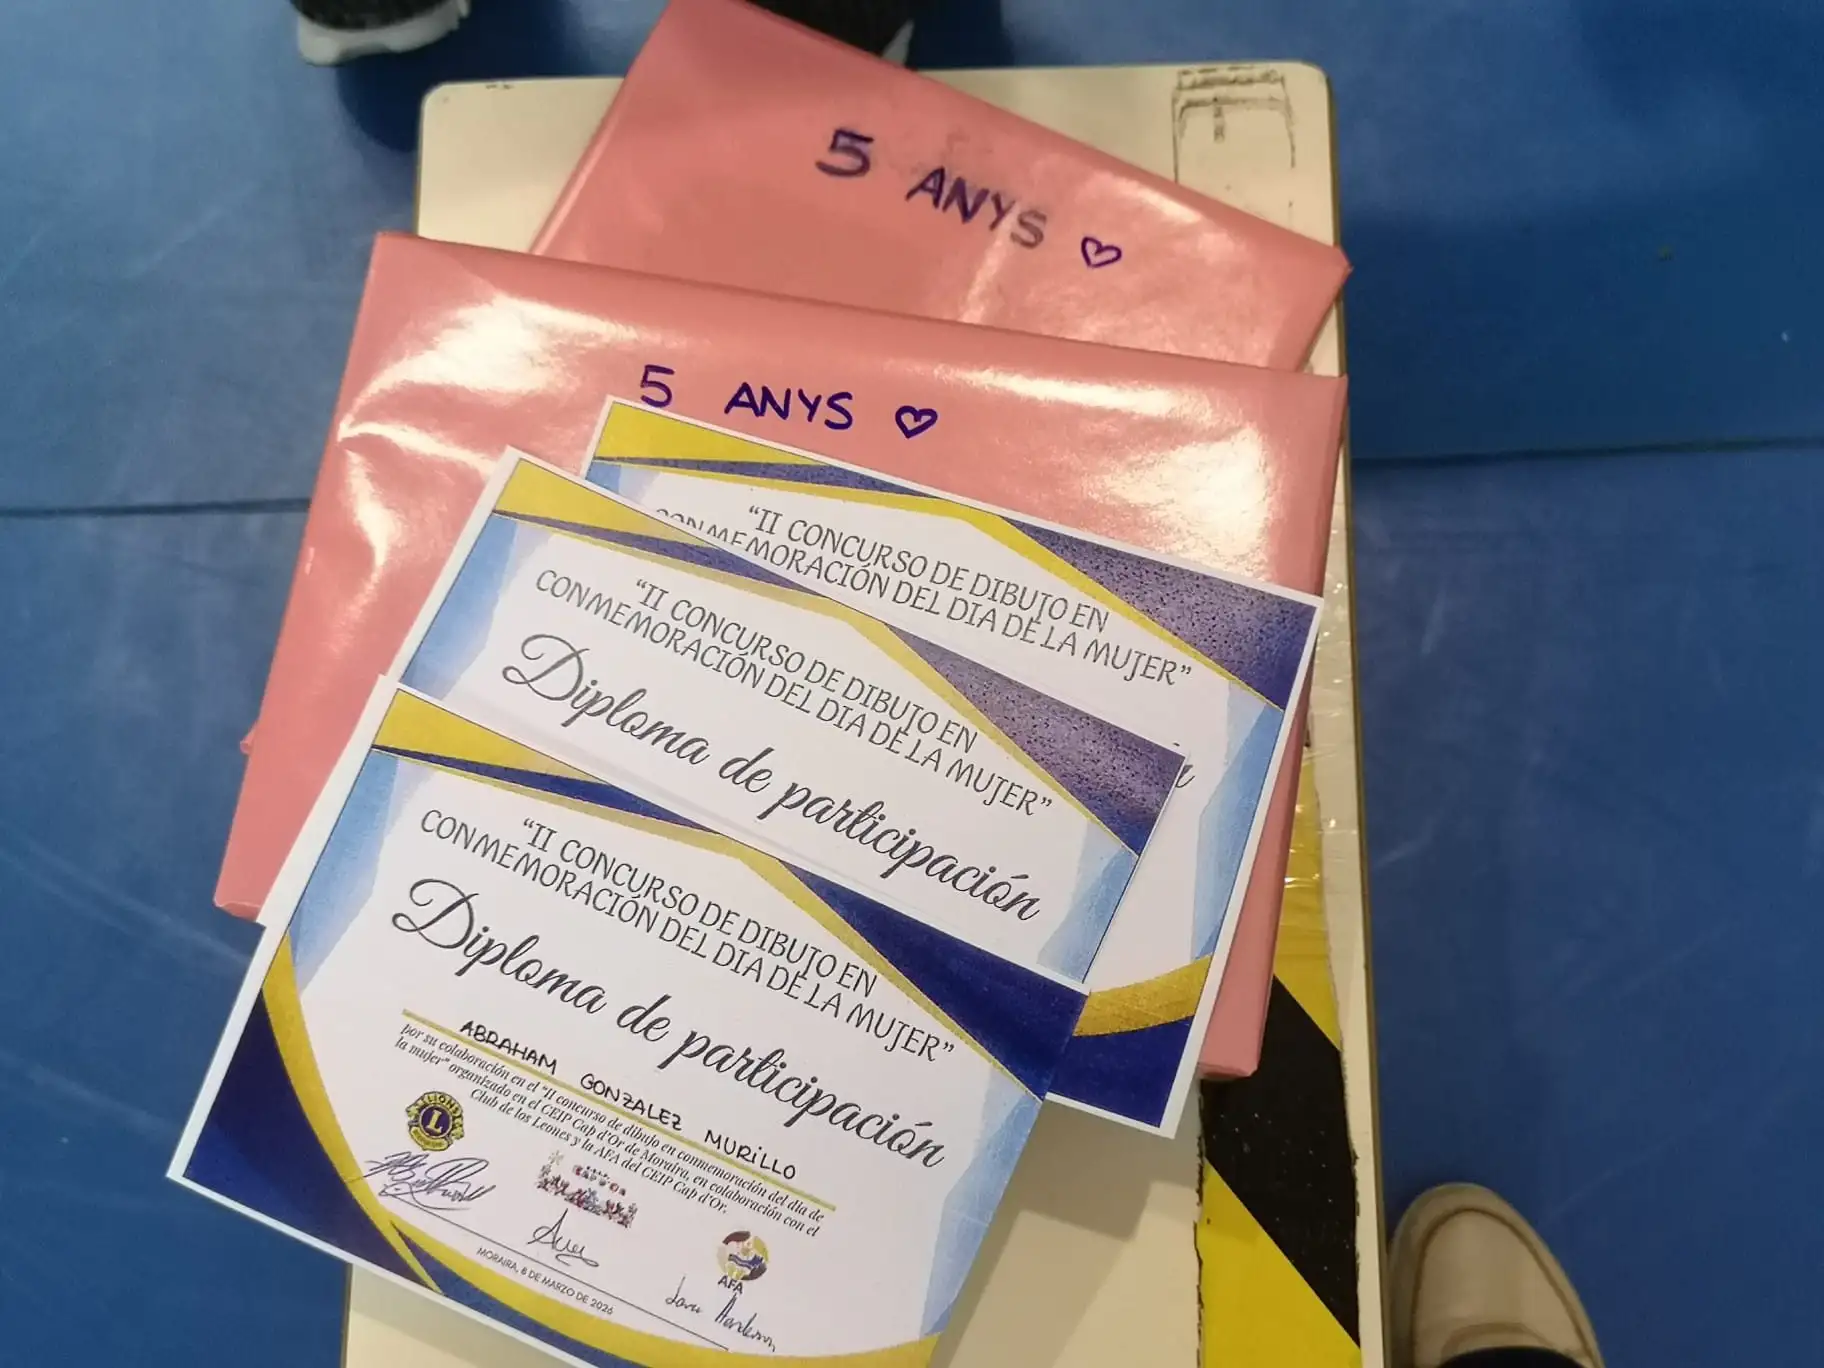 5 ANYS
5 ANYS
"II CONCURSO DE DIBUJO EN
CONMEMORACIÓN DEL DIA DE LA MUJER"
"II CONCURSO DE DIBUJO EN
CONMEMORACIÓN DEL DIA DE LA MUJER"
Diploma de participación
"II CONCURSO DE DIBUJO EN
CONMEMORACIÓN DEL DIA DE LA MUJER"
Diploma de participación
ABRAHAM GONZALEZ MURILLO
por su colaboración en el "II concurso de dibujo en conmemoración del dia de
la mujer" organizado en el CEIP Cap d'Or de Moraira, en colaboración con el
Club de los Leones y la AFA del CEIP Cap d'Or.
LIONS
L
AFA
MORAIRA, 8 DE MARZO DE 2026